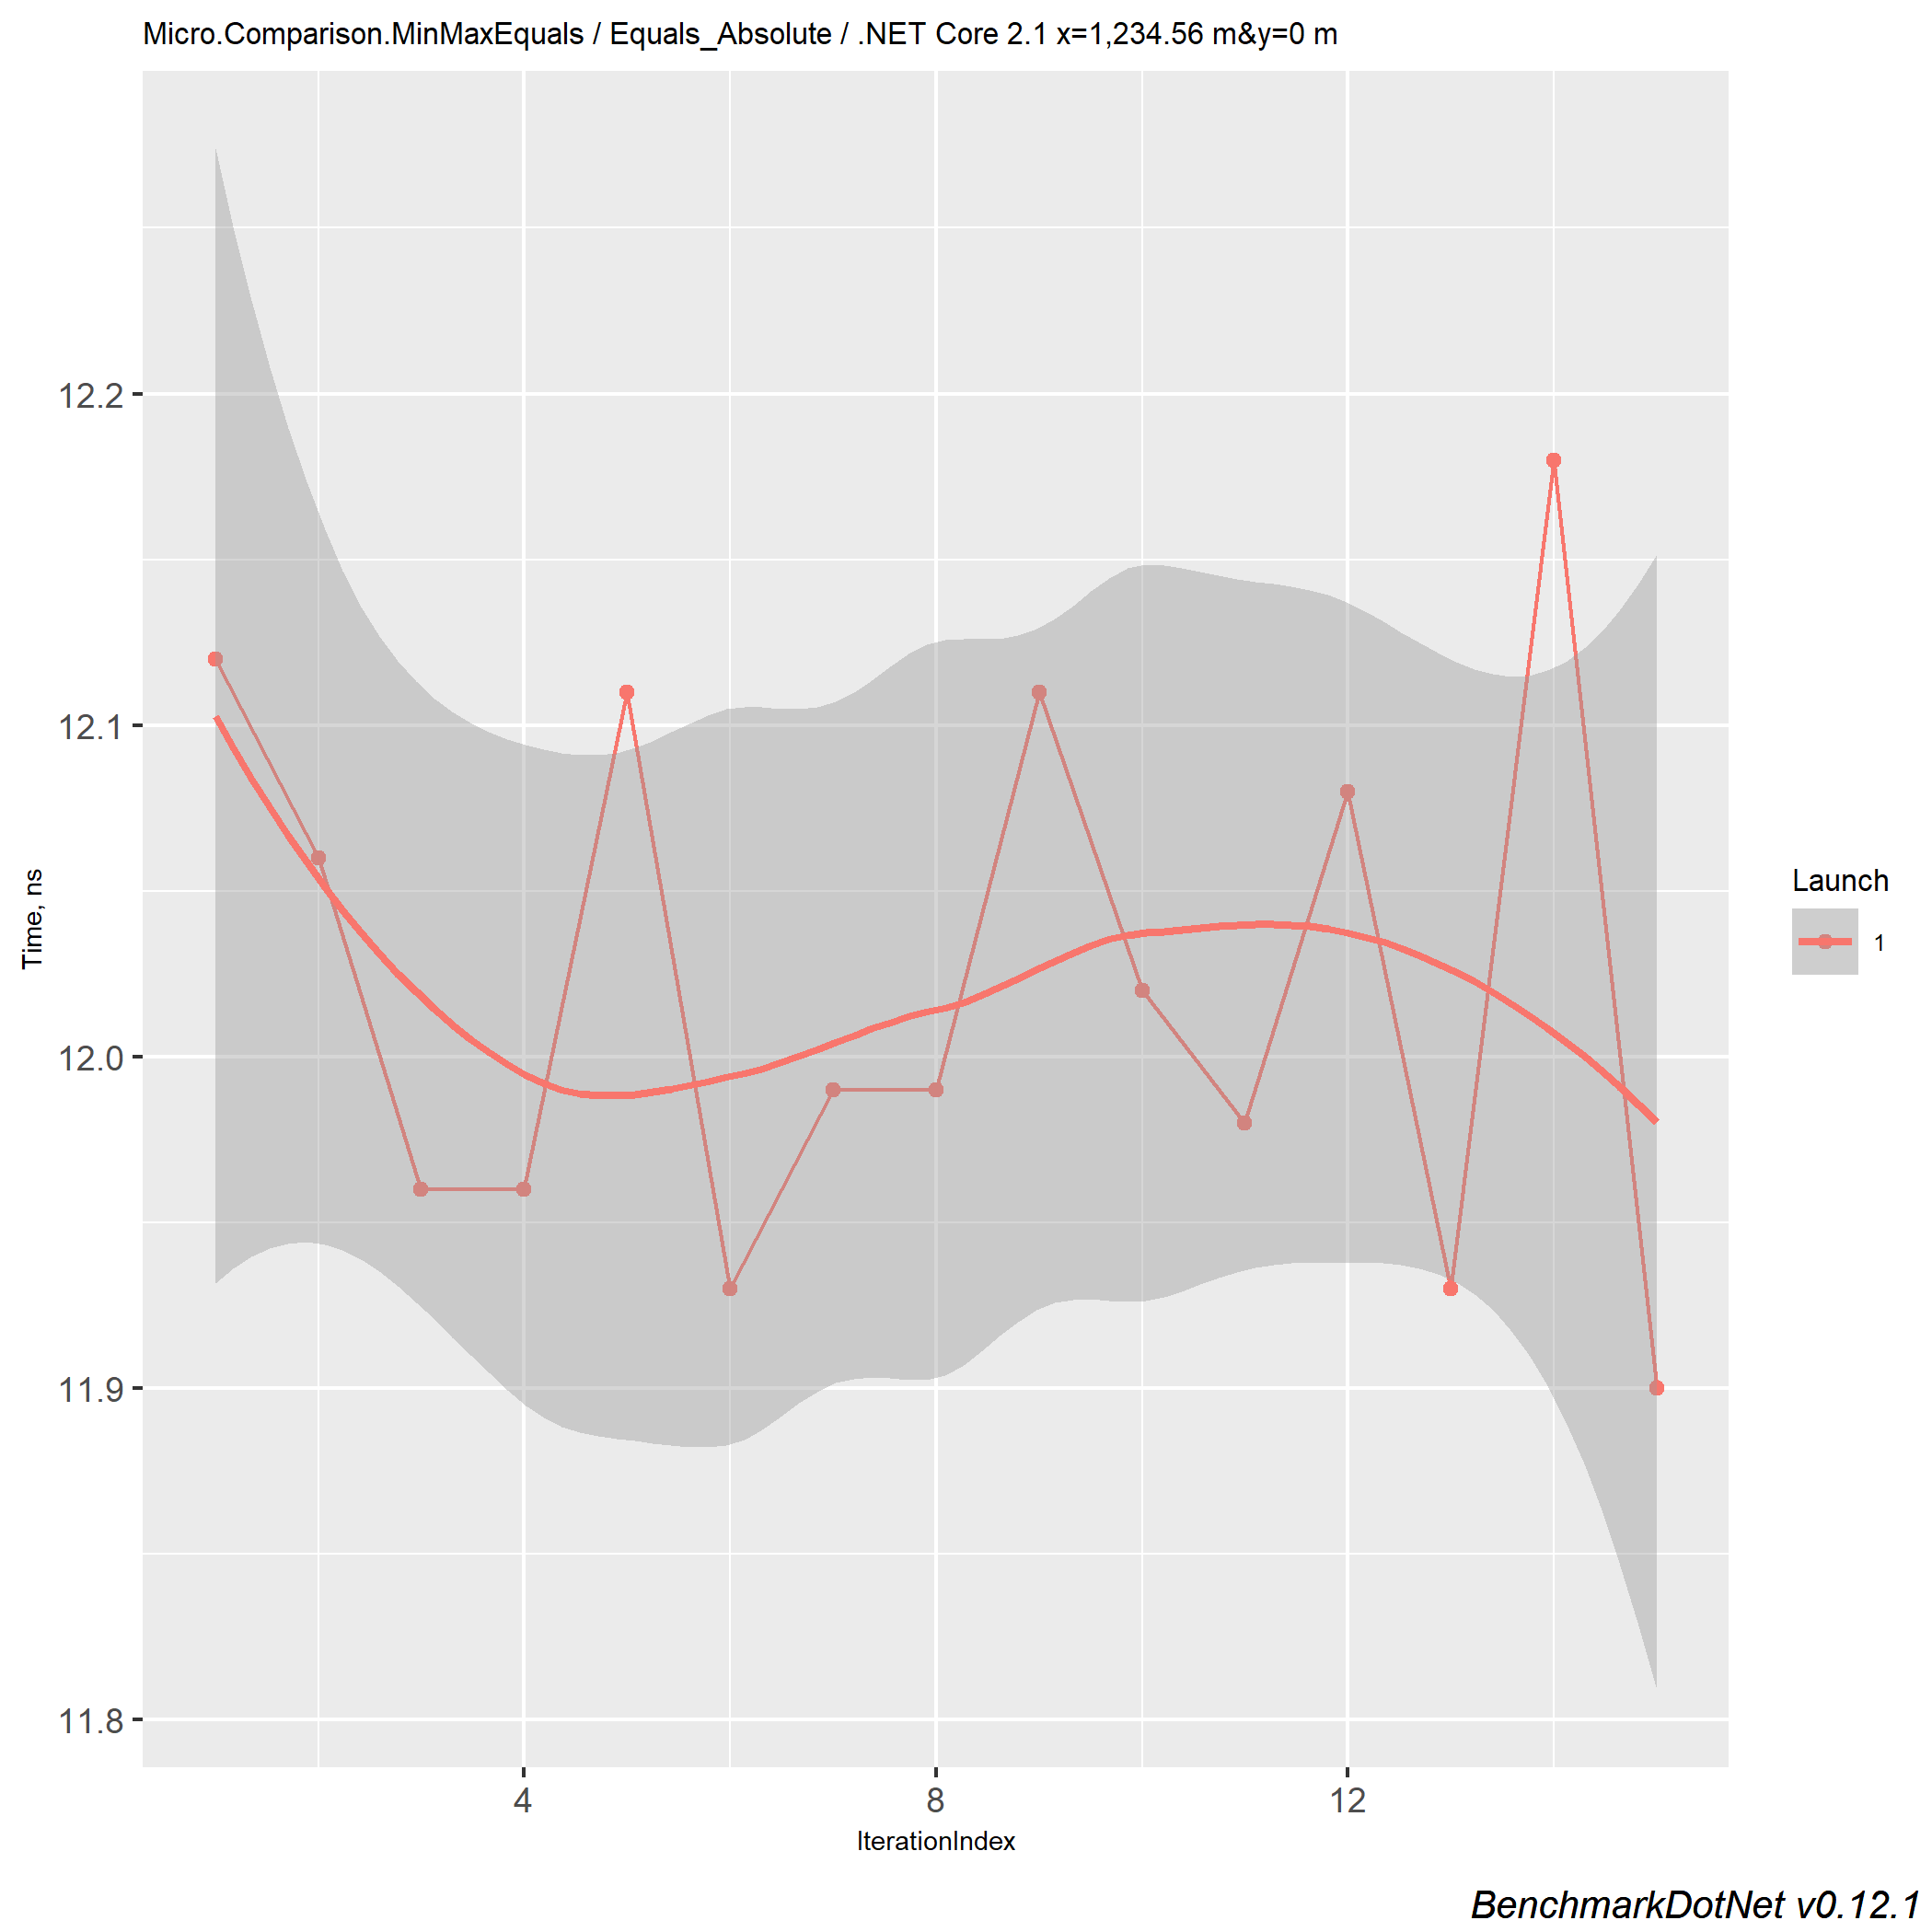 Micro.Comparison.MinMaxEquals / Equals_Absolute / .NET Core 2.1 x=1,234.56 m&y=0 m
12.2
12.1
12.0
11.9
11.8
Time, ns
4
8
12
IterationIndex
Launch
1
BenchmarkDotNet v0.12.1